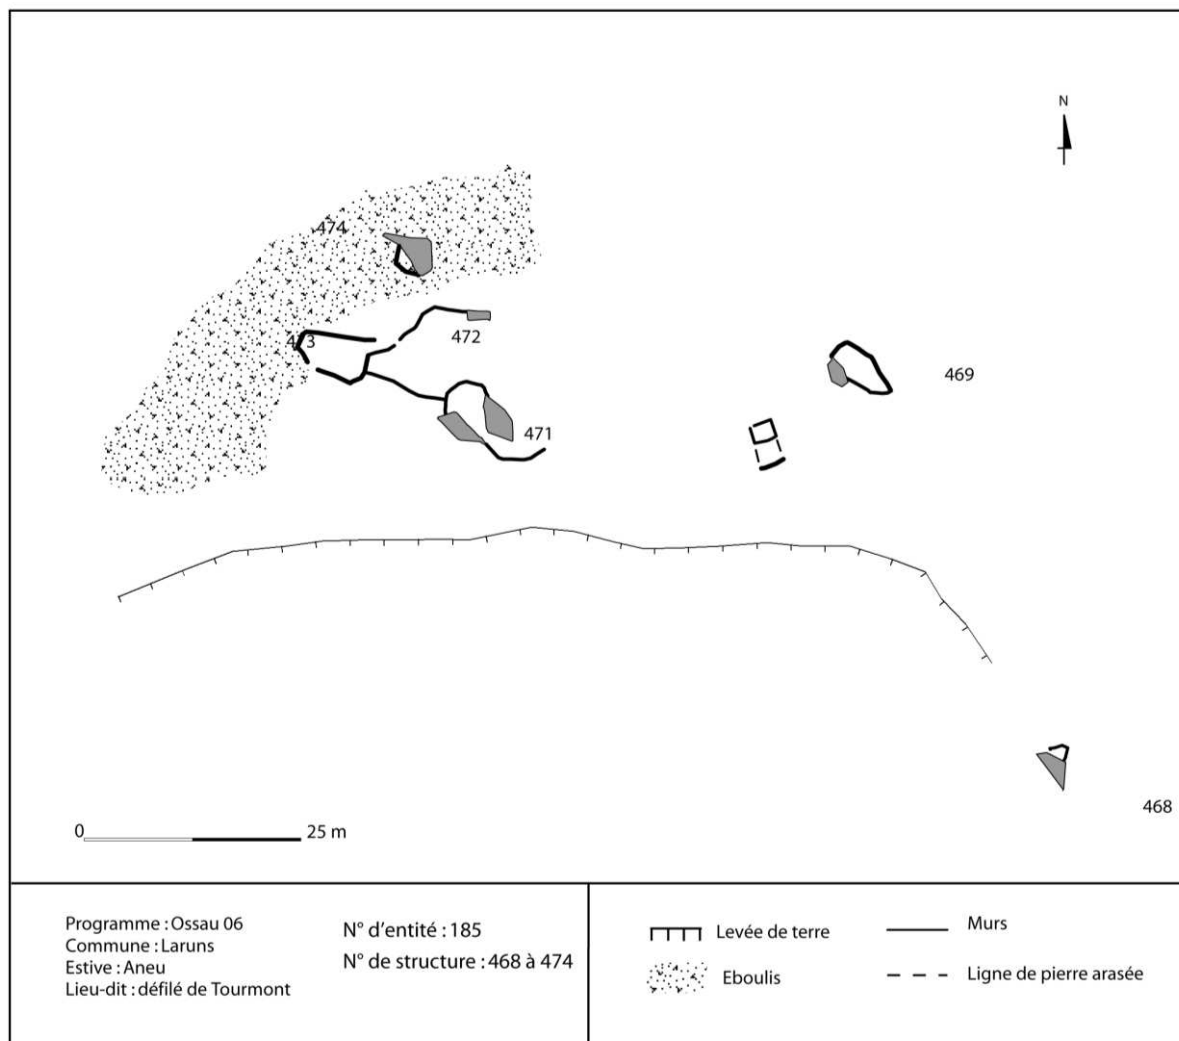 N
474
473
472
469
471
468
0 25 m
Programme : Ossau 06
Commune : Laruns
Estive : Aneu
Lieu-dit : défilé de Tourmont
N° d'entité : 185
N° de structure : 468 à 474
Levée de terre
Murs
Eboulis
Ligne de pierre arasée